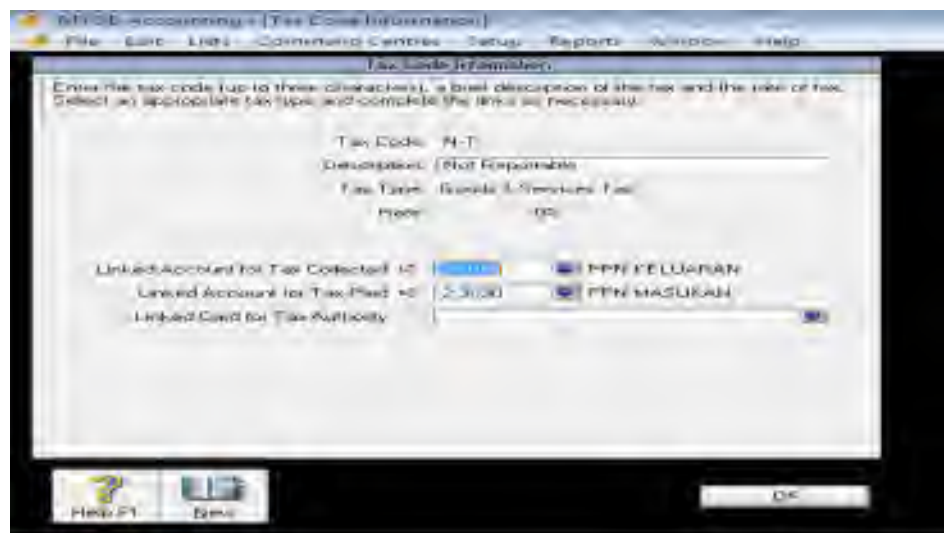 MYOB Accounting - [Tax Code Information]
File Edit Lists Command Centres Setup Reports Window Help
Tax Code Information
Enter the tax code (up to three characters), a brief description of the tax and the rate of tax.
Select an appropriate tax type and complete the links as necessary.
Tax Code: N-T
Description: Not Reportable
Tax Type: Goods & Services Tax
Rate: 0%
Linked Account for Tax Collected PPN KELUARAN
Linked Account for Tax Paid PPN MASUKAN
Linked Card for Tax Authority
Help F1 New OK